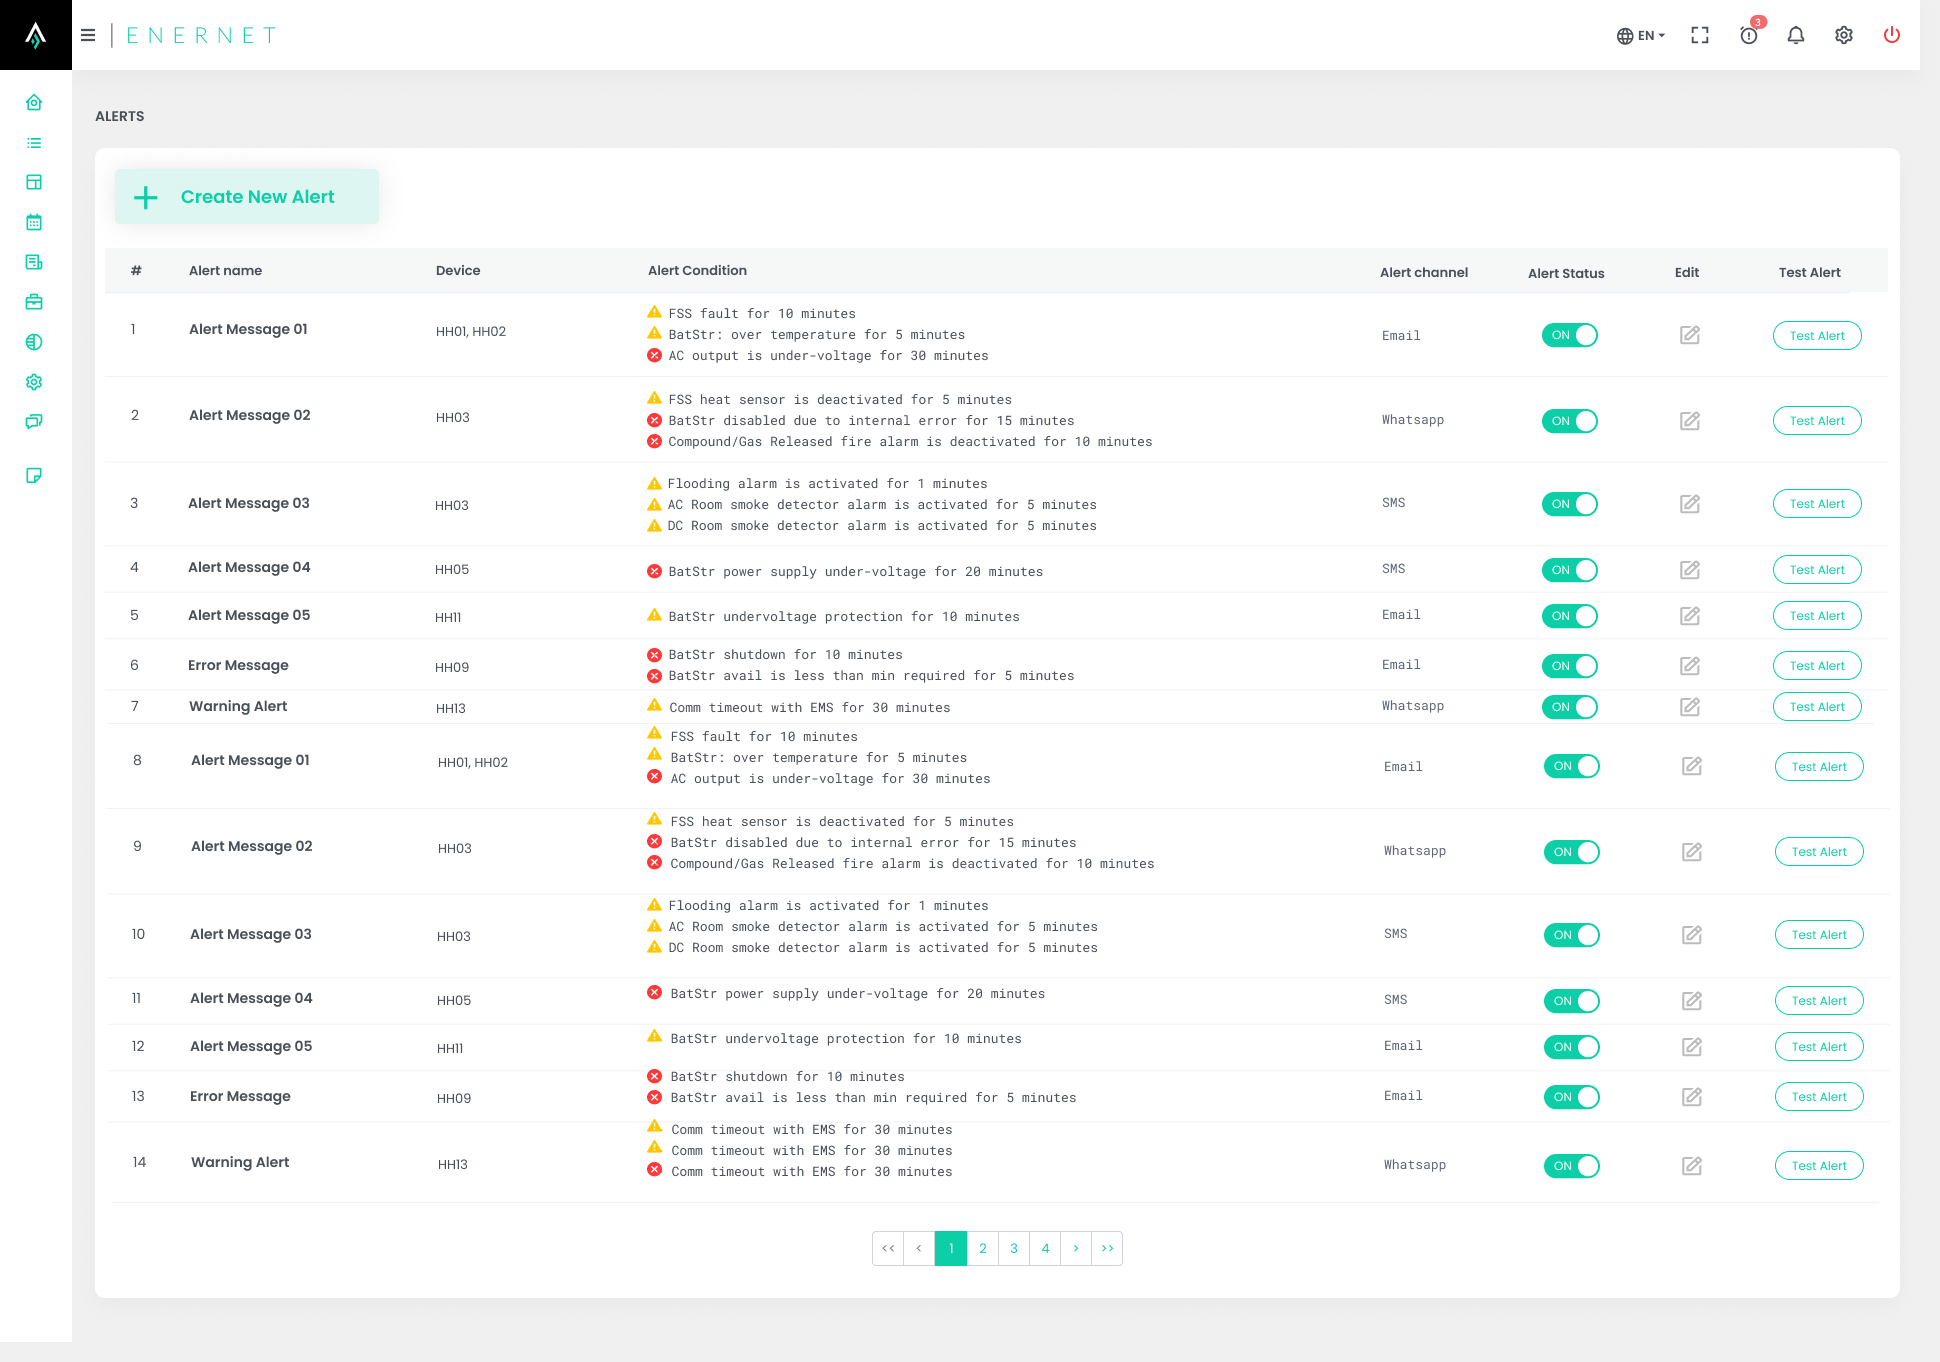 ENERNET
EN
3
ALERTS
Create New Alert
# Alert name Device Alert Condition Alert channel Alert Status Edit Test Alert
1 Alert Message 01 HH01, HH02 Email ON Test Alert
FSS fault for 10 minutes
BatStr: over temperature for 5 minutes
AC output is under-voltage for 30 minutes
2 Alert Message 02 HH03 Whatsapp ON Test Alert
FSS heat sensor is deactivated for 5 minutes
BatStr disabled due to internal error for 15 minutes
Compound/Gas Released fire alarm is deactivated for 10 minutes
3 Alert Message 03 HH03 SMS ON Test Alert
Flooding alarm is activated for 1 minutes
AC Room smoke detector alarm is activated for 5 minutes
DC Room smoke detector alarm is activated for 5 minutes
4 Alert Message 04 HH05 BatStr power supply under-voltage for 20 minutes SMS ON Test Alert
5 Alert Message 05 HH11 BatStr undervoltage protection for 10 minutes Email ON Test Alert
6 Error Message HH09 Email ON Test Alert
BatStr shutdown for 10 minutes
BatStr avail is less than min required for 5 minutes
7 Warning Alert HH13 Comm timeout with EMS for 30 minutes Whatsapp ON Test Alert
8 Alert Message 01 HH01, HH02 Email ON Test Alert
FSS fault for 10 minutes
BatStr: over temperature for 5 minutes
AC output is under-voltage for 30 minutes
9 Alert Message 02 HH03 Whatsapp ON Test Alert
FSS heat sensor is deactivated for 5 minutes
BatStr disabled due to internal error for 15 minutes
Compound/Gas Released fire alarm is deactivated for 10 minutes
10 Alert Message 03 HH03 SMS ON Test Alert
Flooding alarm is activated for 1 minutes
AC Room smoke detector alarm is activated for 5 minutes
DC Room smoke detector alarm is activated for 5 minutes
11 Alert Message 04 HH05 BatStr power supply under-voltage for 20 minutes SMS ON Test Alert
12 Alert Message 05 HH11 BatStr undervoltage protection for 10 minutes Email ON Test Alert
13 Error Message HH09 Email ON Test Alert
BatStr shutdown for 10 minutes
BatStr avail is less than min required for 5 minutes
14 Warning Alert HH13 Whatsapp ON Test Alert
Comm timeout with EMS for 30 minutes
Comm timeout with EMS for 30 minutes
Comm timeout with EMS for 30 minutes
<< < 1 2 3 4 > >>